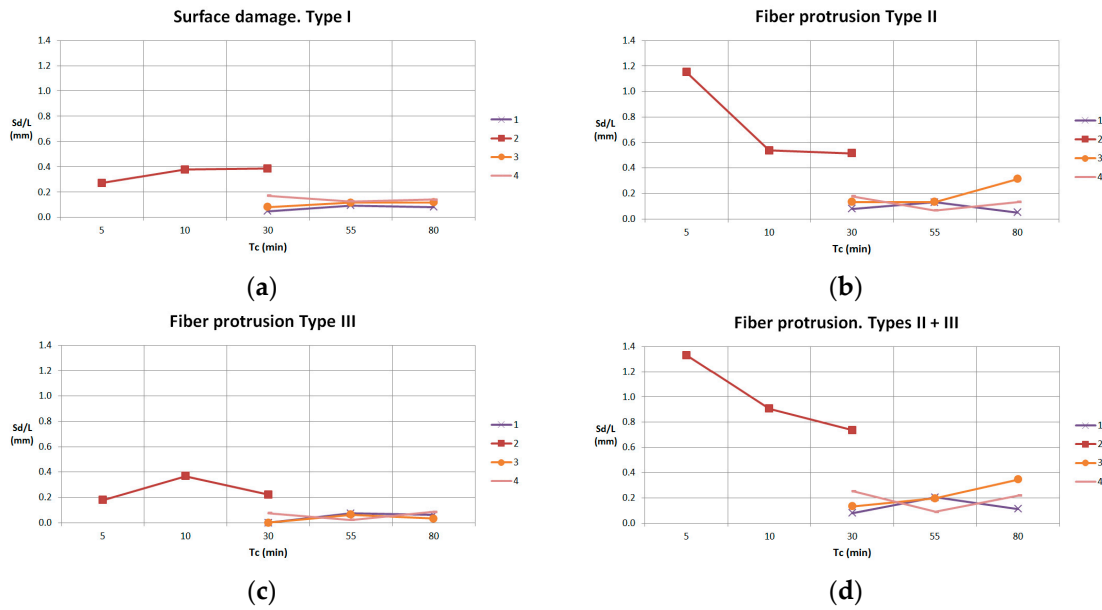 Surface damage. Type I
1.4
1.2
1.0
0.8
0.6
0.4
0.2
0.0
Sd/L
(mm)
5 10 30 55 80
Tc (min)
1
2
3
4
(a)
Fiber protrusion Type II
1.4
1.2
1.0
0.8
0.6
0.4
0.2
0.0
Sd/L
(mm)
5 10 30 55 80
Tc (min)
1
2
3
4
(b)
Fiber protrusion Type III
1.4
1.2
1.0
0.8
0.6
0.4
0.2
0.0
Sd/L
(mm)
5 10 30 55 80
Tc (min)
1
2
3
4
(c)
Fiber protrusion. Types II + III
1.4
1.2
1.0
0.8
0.6
0.4
0.2
0.0
Sd/L
(mm)
5 10 30 55 80
Tc (min)
1
2
3
4
(d)